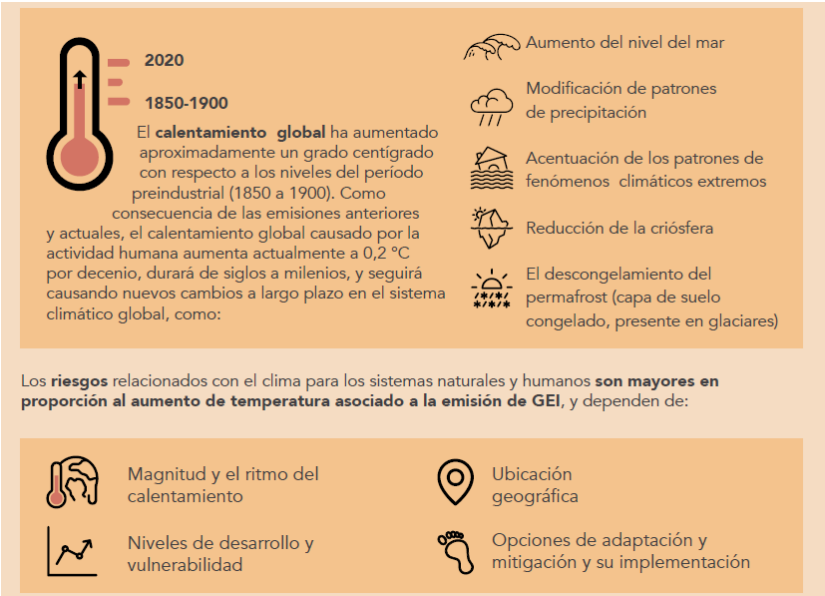 2020
1850-1900
El calentamiento global ha aumentado
aproximadamente un grado centígrado
con respecto a los niveles del período
preindustrial (1850 a 1900). Como
consecuencia de las emisiones anteriores
y actuales, el calentamiento global causado por la
actividad humana aumenta actualmente a 0,2 °C
por decenio, durará de siglos a milenios, y seguirá
causando nuevos cambios a largo plazo en el sistema
climático global, como:
Aumento del nivel del mar
Modificación de patrones
de precipitación
Acentuación de los patrones de
fenómenos climáticos extremos
Reducción de la criósfera
El descongelamiento del
permafrost (capa de suelo
congelado, presente en glaciares)
Los riesgos relacionados con el clima para los sistemas naturales y humanos son mayores en
proporción al aumento de temperatura asociado a la emisión de GEI, y dependen de:
Magnitud y el ritmo del
calentamiento
Niveles de desarrollo y
vulnerabilidad
Ubicación
geográfica
Opciones de adaptación y
mitigación y su implementación